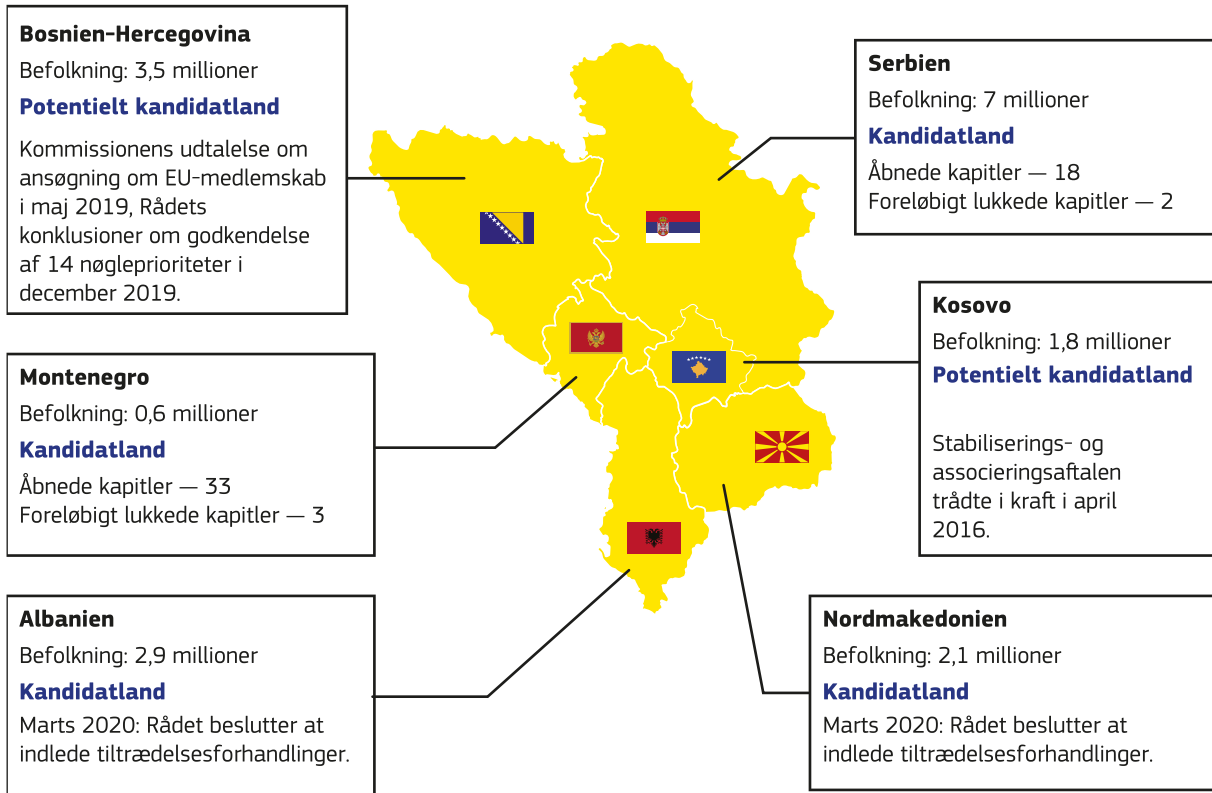 Bosnien-Hercegovina
Befolkning: 3,5 millioner
Potentielt kandidatland
Kommissionens udtalelse om
ansøgning om EU-medlemskab
i maj 2019, Rådets
konklusioner om godkendelse
af 14 nøgleprioriteter i
december 2019.
Serbien
Befolkning: 7 millioner
Kandidatland
Åbnede kapitler — 18
Foreløbigt lukkede kapitler — 2
Montenegro
Befolkning: 0,6 millioner
Kandidatland
Åbnede kapitler — 33
Foreløbigt lukkede kapitler — 3
Kosovo
Befolkning: 1,8 millioner
Potentielt kandidatland
Stabiliserings- og
associeringsaftalen
trådte i kraft i april
2016.
Albanien
Befolkning: 2,9 millioner
Kandidatland
Marts 2020: Rådet beslutter at
indlede tiltrædelsesforhandlinger.
Nordmakedonien
Befolkning: 2,1 millioner
Kandidatland
Marts 2020: Rådet beslutter at
indlede tiltrædelsesforhandlinger.